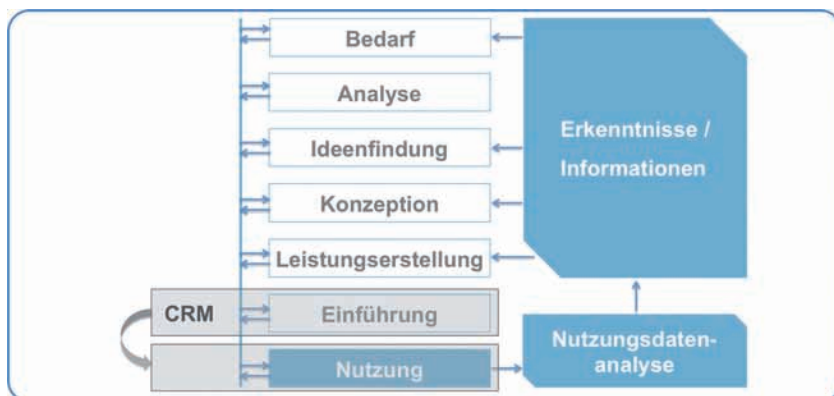 Bedarf
Analyse
Ideenfindung
Konzeption
Leistungserstellung
CRM
Einführung
Nutzung
Erkenntnisse /
Informationen
Nutzungsdaten-
analyse